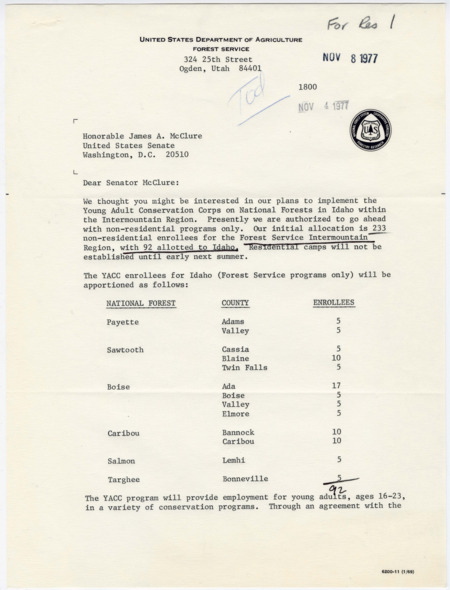 For Res 1
UNITED STATES DEPARTMENT OF AGRICULTURE
FOREST SERVICE
324 25th Street
Ogden, Utah 84401
NOV 8 1977
1800
NOV 4 1977
Honorable James A. McClure
United States Senate
Washington, D.C. 20510
Dear Senator McClure:
We thought you might be interested in our plans to implement the
Young Adult Conservation Corps on National Forests in Idaho within
the Intermountain Region. Presently we are authorized to go ahead
with non-residential programs only. Our initial allocation is 233
non-residential enrollees for the Forest Service Intermountain
Region, with 92 allotted to Idaho. Residential camps will not be
established until early next summer.
The YACC enrollees for Idaho (Forest Service programs only) will be
apportioned as follows:
NATIONAL FOREST COUNTY ENROLLEES
Payette Adams 5
Valley 5
Sawtooth Cassia 5
Blaine 10
Twin Falls 5
Boise Ada 17
Boise 5
Valley 5
Elmore 5
Caribou Bannock 10
Caribou 10
Salmon Lemhi 5
Targhee Bonneville 5
92
The YACC program will provide employment for young adults, ages 16-23,
in a variety of conservation programs. Through an agreement with the
6200-11 (1/69)